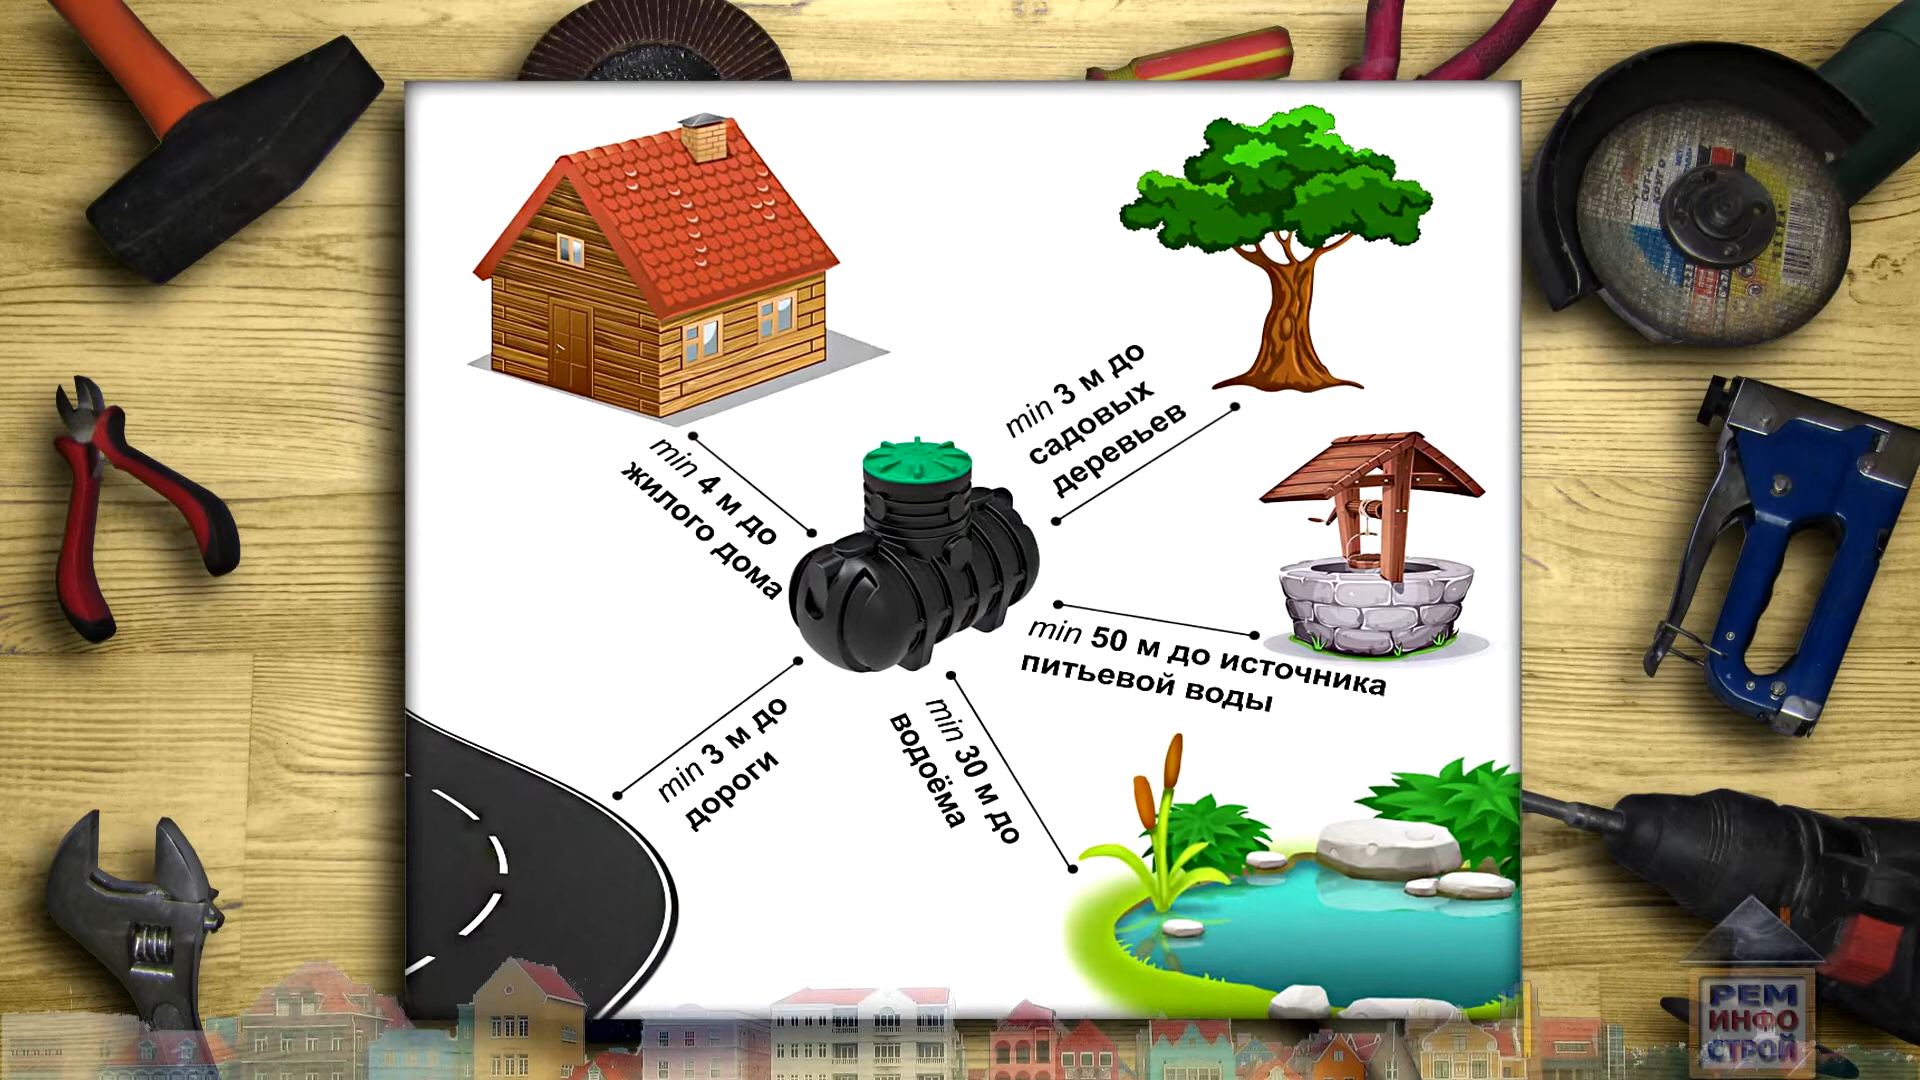 min 4 м до
жилого дома
min 3 м до
садовых
деревьев
min 50 м до источника
питьевой воды
min 30 м до
водоёма
min 3 м до
дороги
РЕМ
ИНФО
СТРОЙ